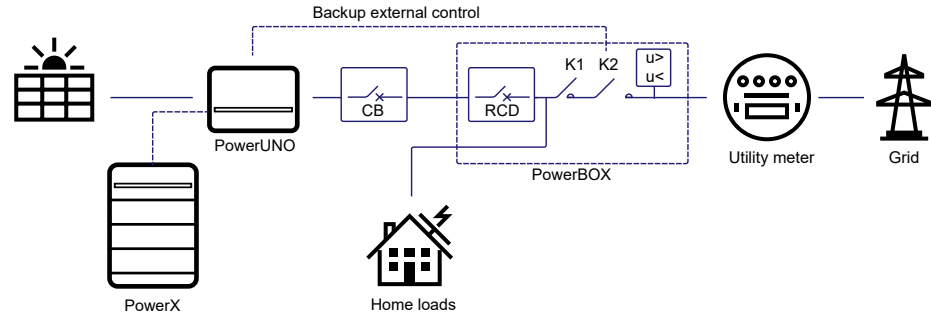 Backup external control
K1 K2
u>
u<
CB
RCD
PowerUNO
PowerBOX
Utility meter
Grid
PowerX
Home loads